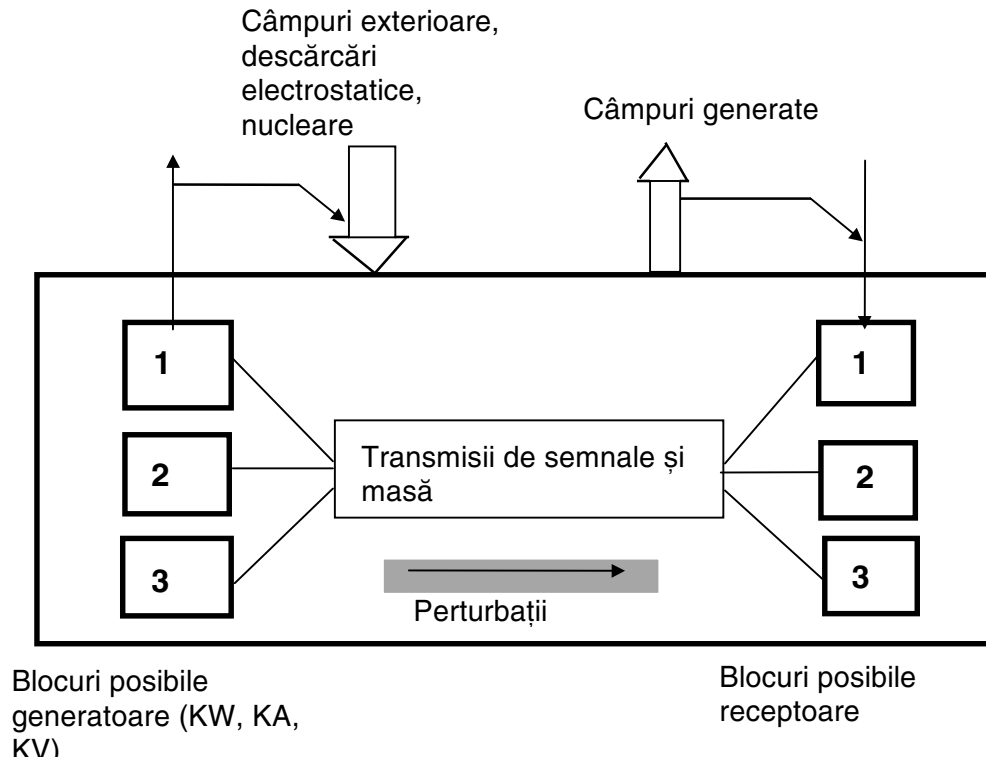 Câmpuri exterioare,
descărcări
electrostatice,
nucleare
Câmpuri generate
1
1
Transmisii de semnale și
masă
2
2
3
3
Perturbații
Blocuri posibile
generatoare (KW, KA,
KV)
Blocuri posibile
receptoare